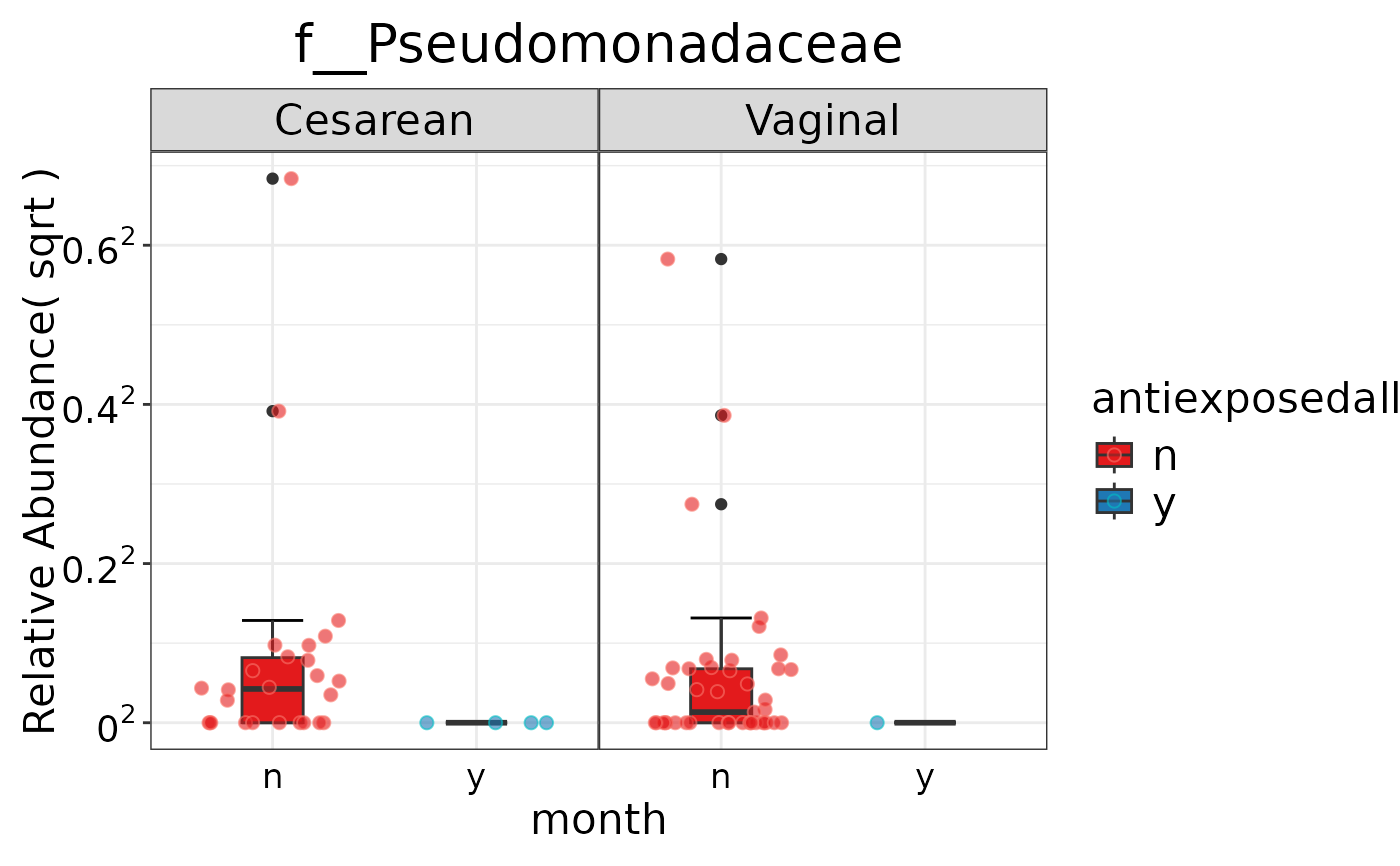 f__Pseudomonadaceae
Cesarean
Vaginal
Relative Abundance( sqrt )
0.6²
0.4²
0.2²
0²
n
y
n
y
month
antiexposedall
n
y